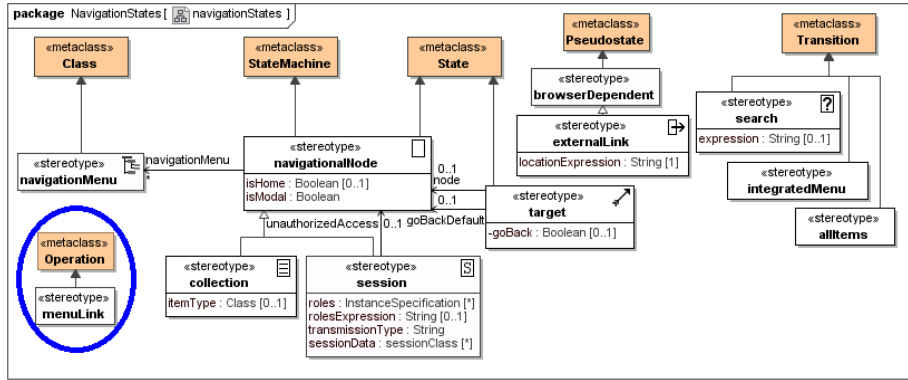 package NavigationStates [ navigationStates ]
«metaclass»
Class
«metaclass»
StateMachine
«metaclass»
State
«metaclass»
Pseudostate
«metaclass»
Transition
«stereotype»
browserDependent
«stereotype»
search
?
expression : String [0..1]
«stereotype»
externalLink
locationExpression : String [1]
«stereotype»
navigationMenu
navigationMenu
*
«stereotype»
navigationalNode
isHome : Boolean [0..1]
isModal : Boolean
0..1
node
0..1
goBackDefault
«stereotype»
target
-goBack : Boolean [0..1]
«stereotype»
integratedMenu
«stereotype»
allItems
unauthorizedAccess 0..1
«metaclass»
Operation
«stereotype»
menuLink
«stereotype»
collection
itemType : Class [0..1]
«stereotype»
session
S
roles : InstanceSpecification [*]
rolesExpression : String [0..1]
transmissionType : String
sessionData : sessionClass [*]